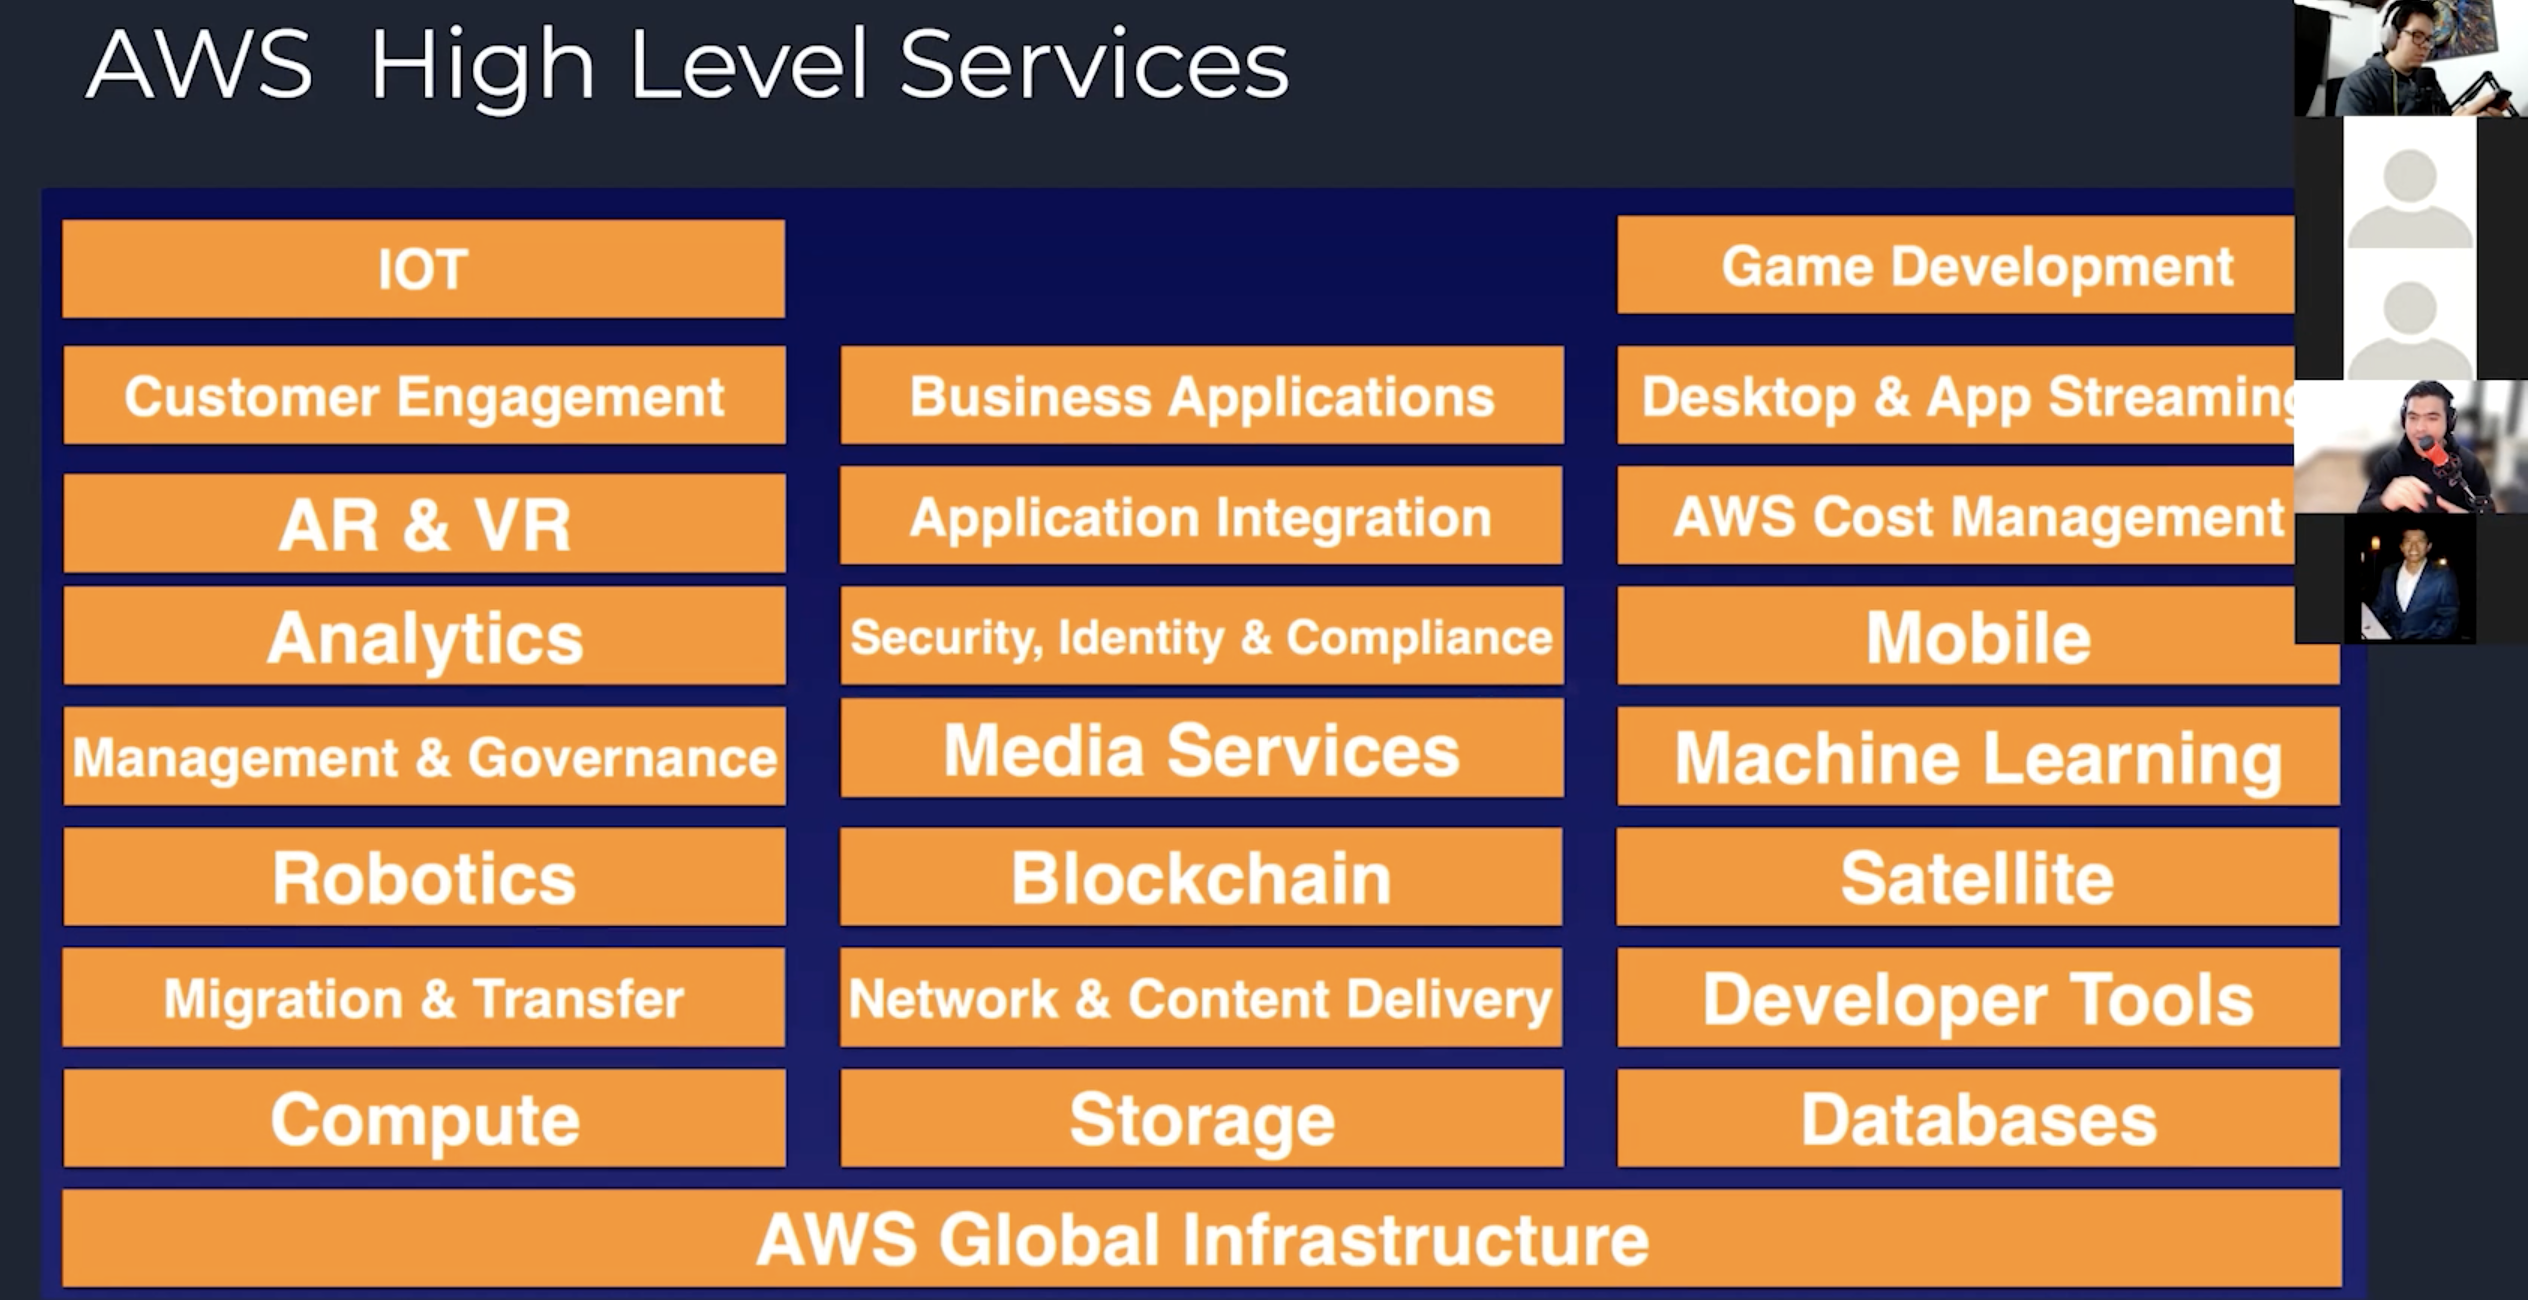 AWS High Level Services
IOT
Game Development
Customer Engagement
Business Applications
Desktop & App Streaming
AR & VR
Application Integration
AWS Cost Management
Analytics
Security, Identity & Compliance
Mobile
Management & Governance
Media Services
Machine Learning
Robotics
Blockchain
Satellite
Migration & Transfer
Network & Content Delivery
Developer Tools
Compute
Storage
Databases
AWS Global Infrastructure